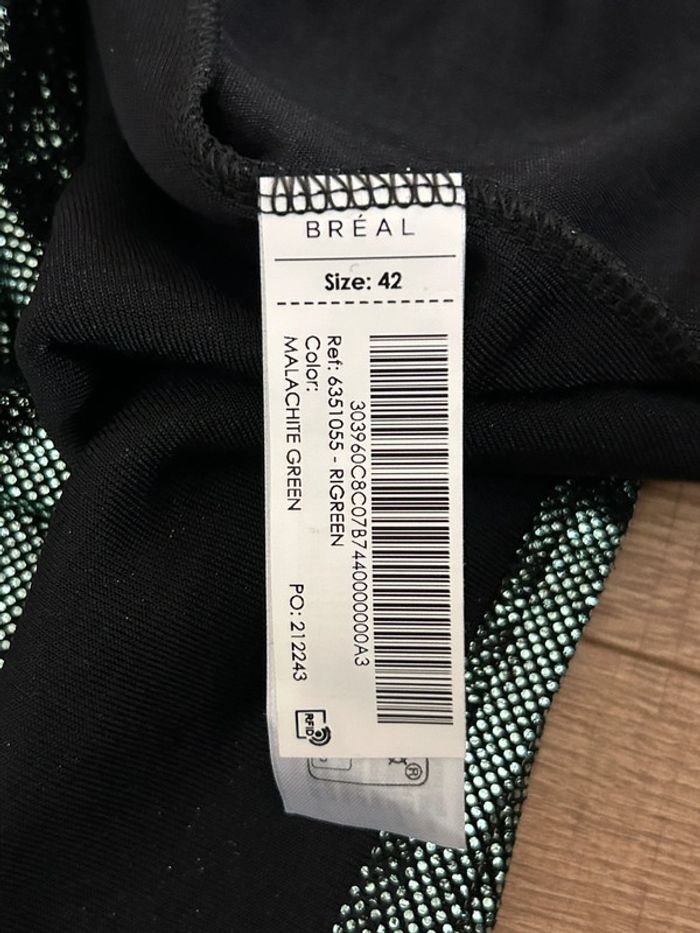 BRÉAL
Size: 42
303960C8C07B7440000000A3
Ref: 6351055 - RIGREEN
Color:
MALACHITE GREEN
PO: 212243
RFID
®